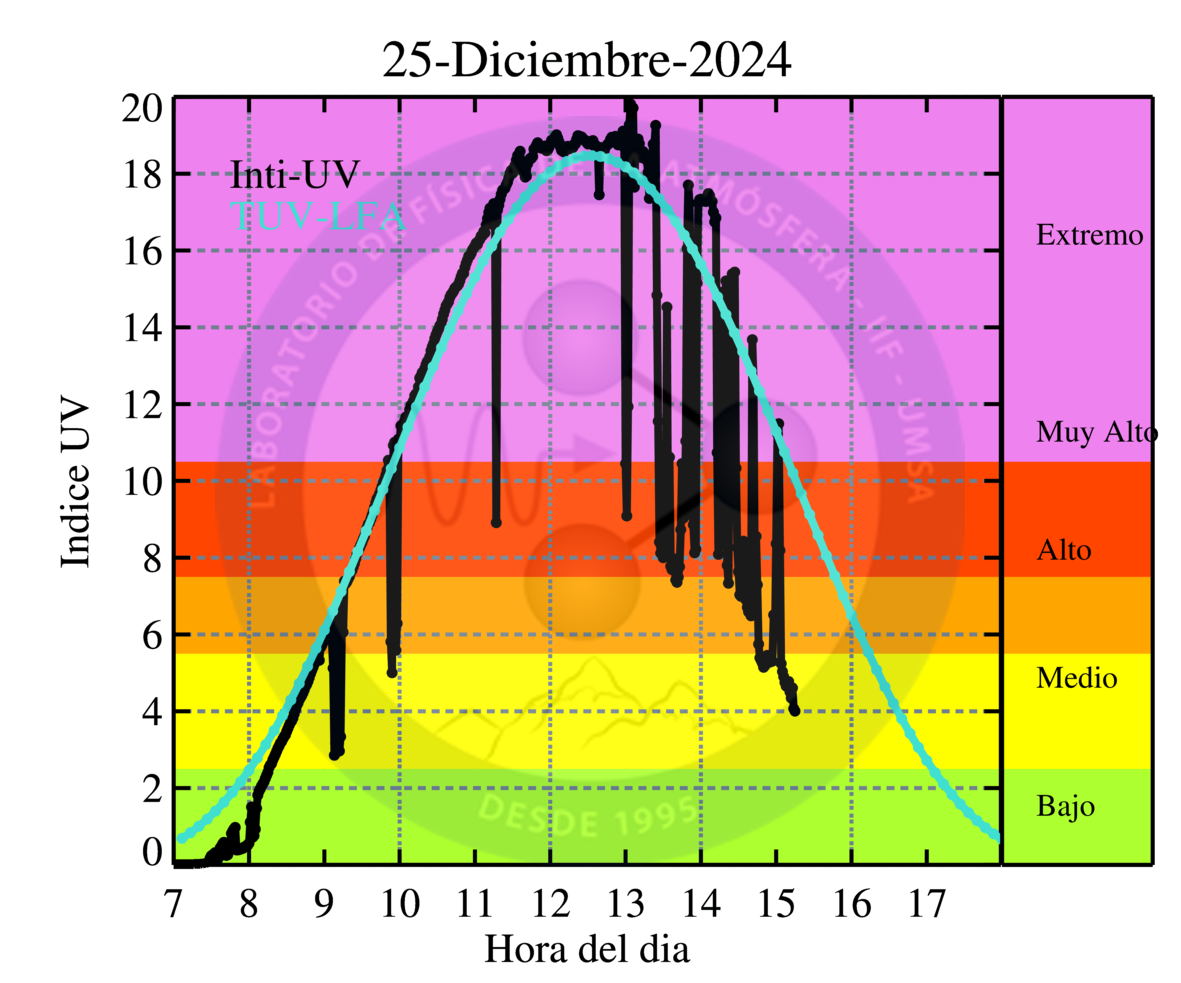 25-Diciembre-2024
Inti-UV
TUV-LFA
LABORATORIO DE FÍSICA DE LA ATMÓSFERA - IIF - UMSA
DESDE 1995
Indice UV
20
18
16
14
12
10
8
6
4
2
0
Extremo
Muy Alto
Alto
Medio
Bajo
7 8 9 10 11 12 13 14 15 16 17
Hora del dia